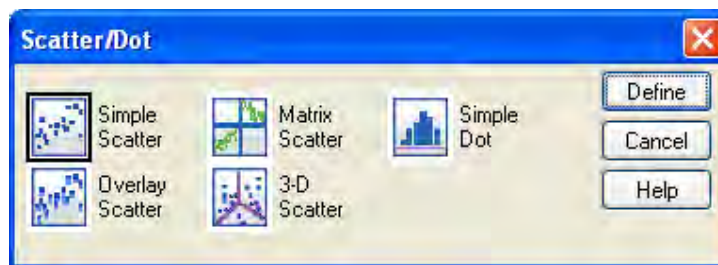 Scatter/Dot
Simple
Scatter
Matrix
Scatter
Simple
Dot
Overlay
Scatter
3-D
Scatter
Define
Cancel
Help